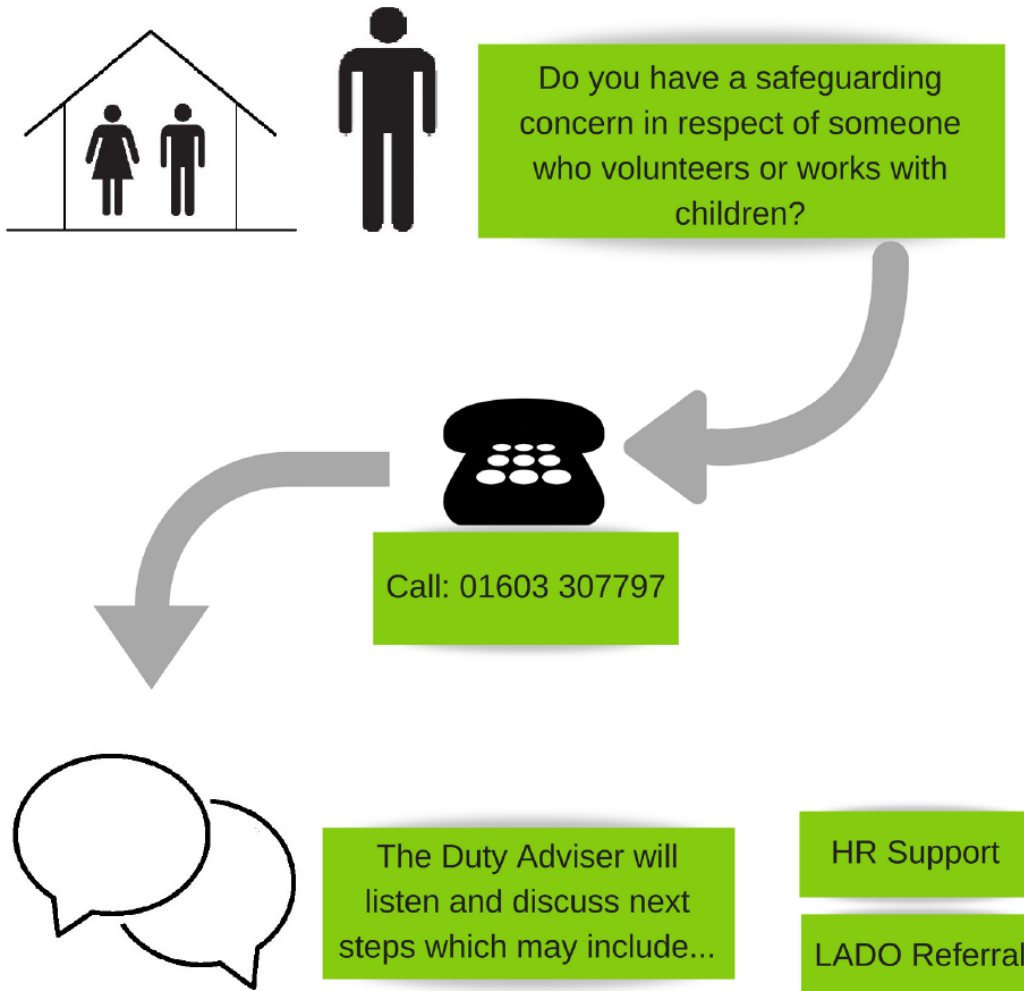 Do you have a safeguarding
concern in respect of someone
who volunteers or works with
children?
Call: 01603 307797
The Duty Adviser will
listen and discuss next
steps which may include...
HR Support
LADO Referral